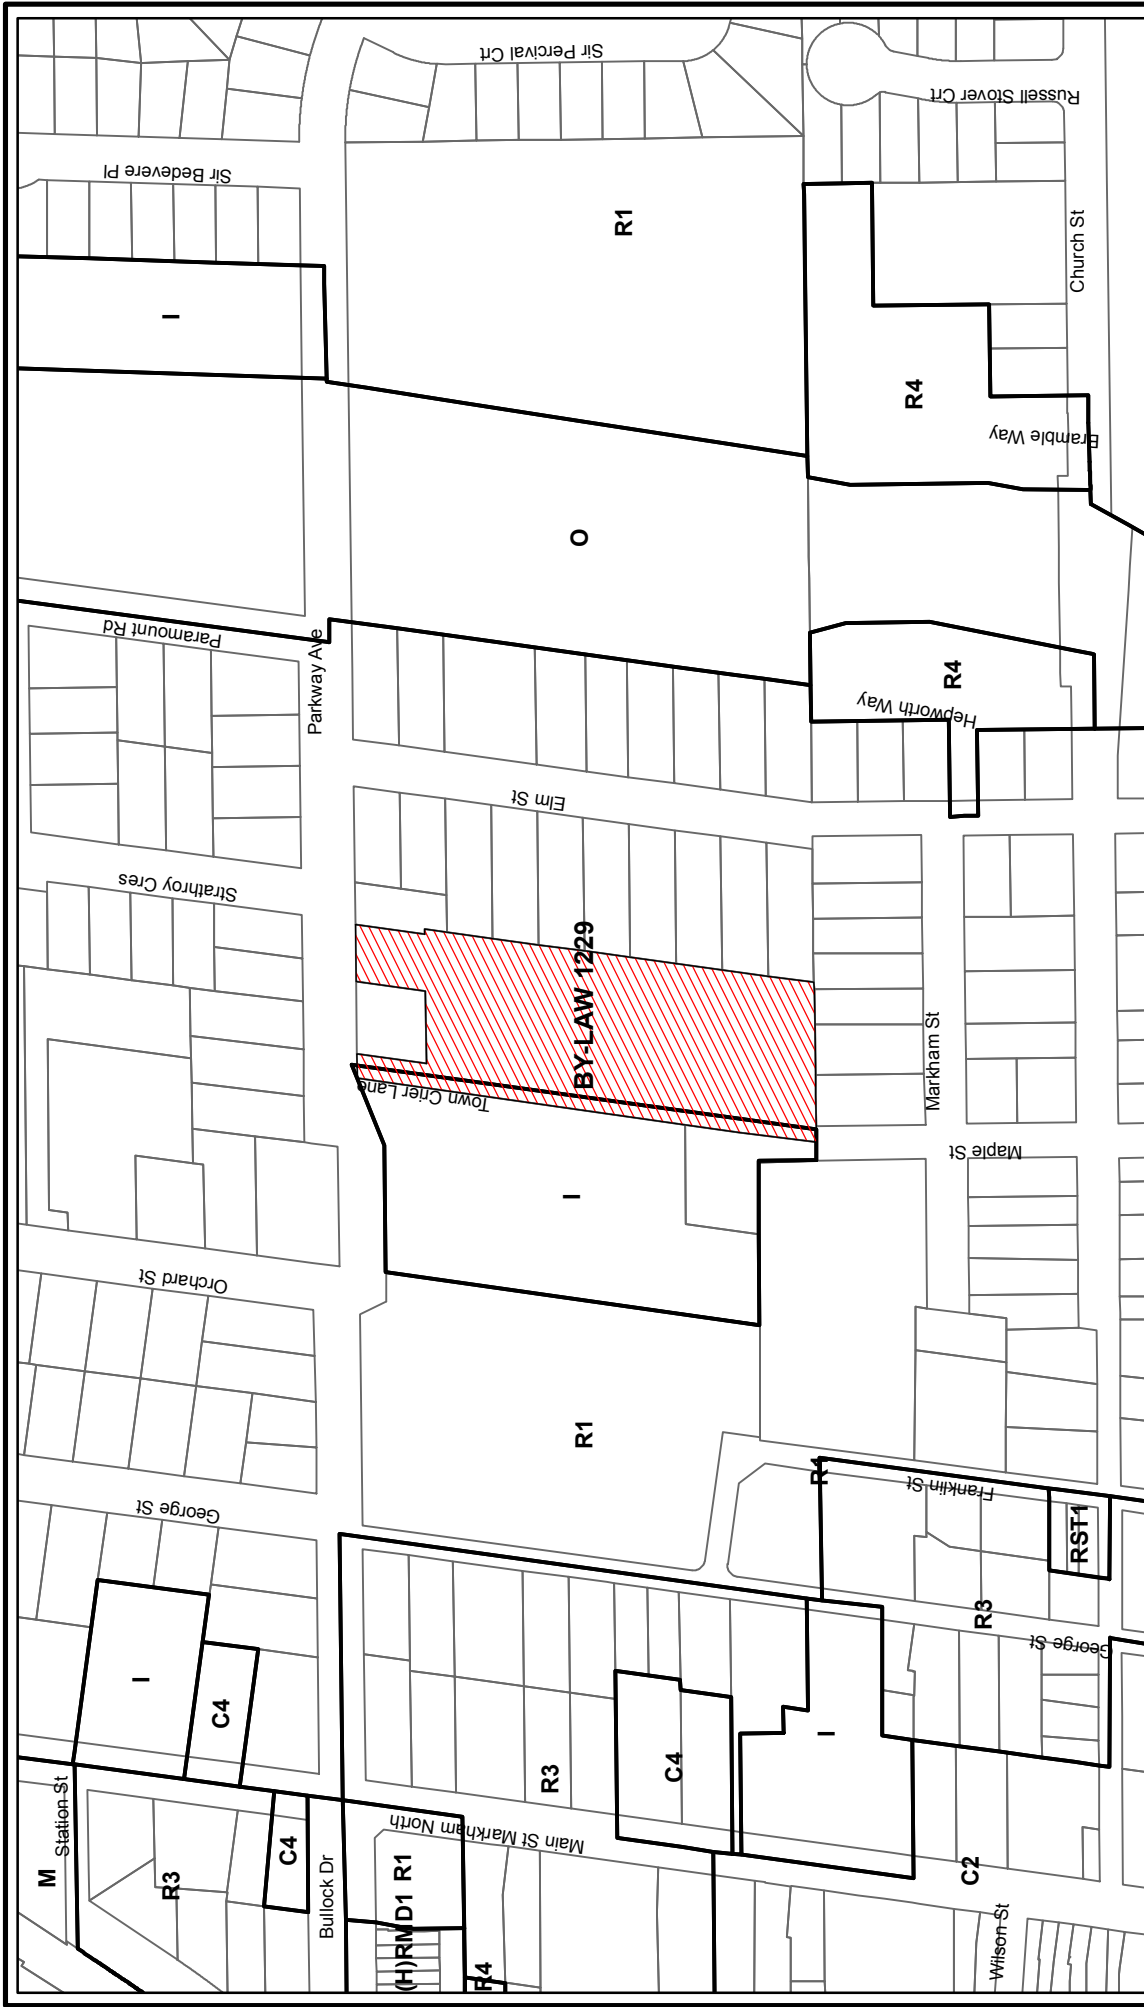 Sir Percival Crt
Russell Stover Crt
Sir Bedevere Pl
R1
Church St
I
R4
Bramble Way
O
Paramount Rd
Parkway Ave
R4
Hepworth Way
Elm St
Strathroy Cres
BY-LAW 1229
Town Crier Lane
Markham St
Maple St
I
Orchard St
R1
R1
Franklin St
George St
RST1
R3
George St
I
C4
I
C4
R3
Main St Markham North
Station St
M
R3
C4
Bullock Dr
R1
(H)RMD1
R4
C2
Wilson St